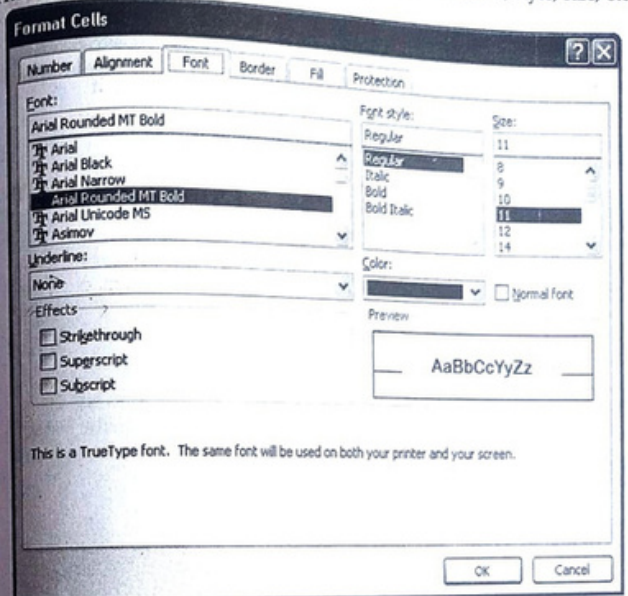 Format Cells
Number Alignment Font Border Fill Protection
Font:
Arial Rounded MT Bold
Arial
Arial Black
Arial Narrow
Arial Rounded MT Bold
Arial Unicode MS
Asimov
Font style:
Regular
Regular
Italic
Bold
Bold Italic
Size:
11
8
9
10
11
12
14
Underline:
None
Color:
Normal font
Effects
Strikethrough
Superscript
Subscript
Preview
AaBbCcYyZz
This is a TrueType font. The same font will be used on both your printer and your screen.
OK Cancel